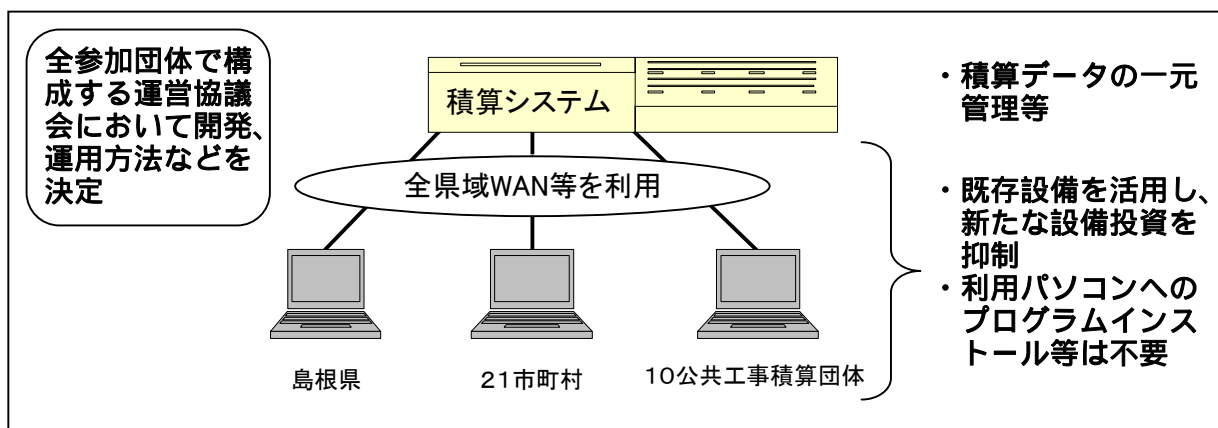 全参加団体で構
成する運営協議
会において開発、
運用方法などを
決定
積算システム
・積算データの一元
管理等
全県域WAN等を利用
・既存設備を活用し、
新たな設備投資を
抑制
・利用パソコンへの
プログラムインス
トール等は不要
島根県
21市町村
10公共工事積算団体